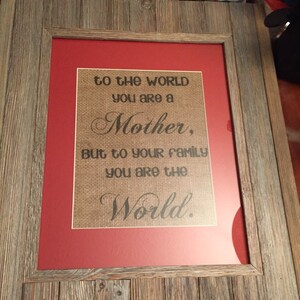 to the world
you are a
Mother,
But to your family
you are the
World.